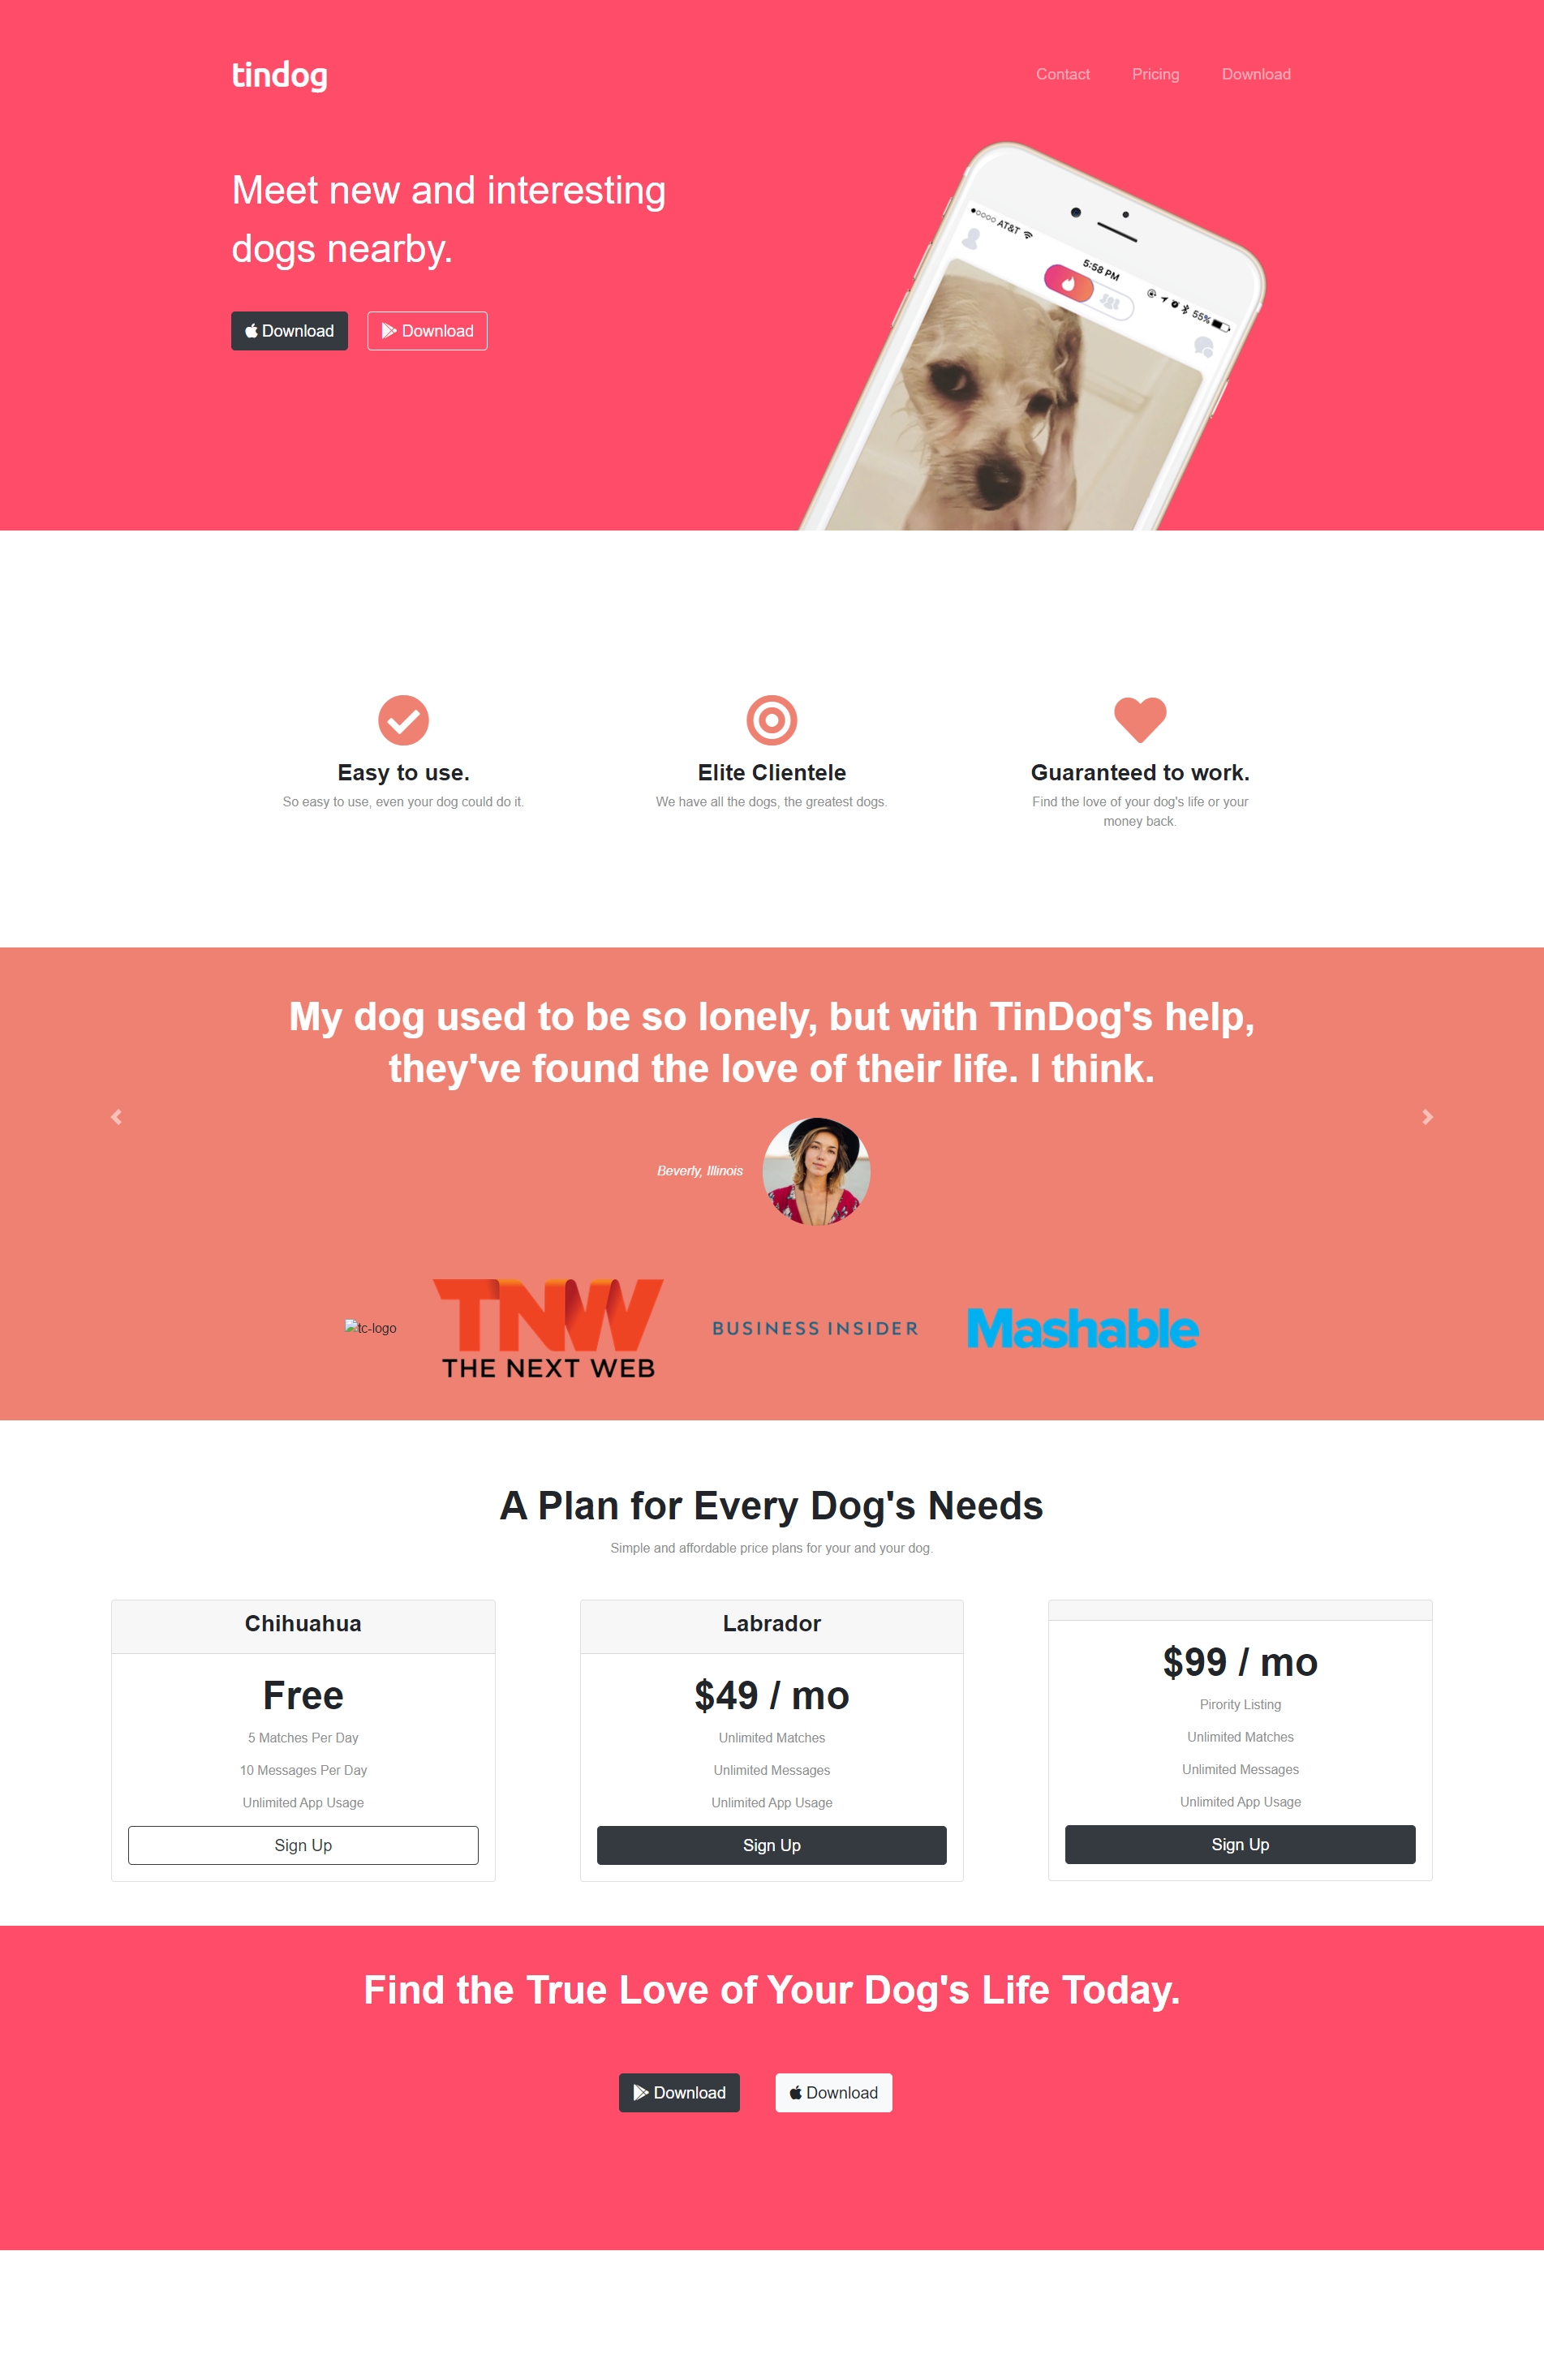 tindog
Contact Pricing Download
Meet new and interesting
dogs nearby.
Download Download
AT&T
5:58 PM
55%
Easy to use. Elite Clientele Guaranteed to work.
So easy to use, even your dog could do it. We have all the dogs, the greatest dogs. Find the love of your dog's life or your
money back.
My dog used to be so lonely, but with TinDog's help,
they've found the love of their life. I think.
Beverly, Illinois
tc-logo
TNW
THE NEXT WEB
BUSINESS INSIDER
Mashable
A Plan for Every Dog's Needs
Simple and affordable price plans for your and your dog.
Chihuahua
Free
5 Matches Per Day
10 Messages Per Day
Unlimited App Usage
Sign Up
Labrador
$49 / mo
Unlimited Matches
Unlimited Messages
Unlimited App Usage
Sign Up
$99 / mo
Pirority Listing
Unlimited Matches
Unlimited Messages
Unlimited App Usage
Sign Up
Find the True Love of Your Dog's Life Today.
Download Download